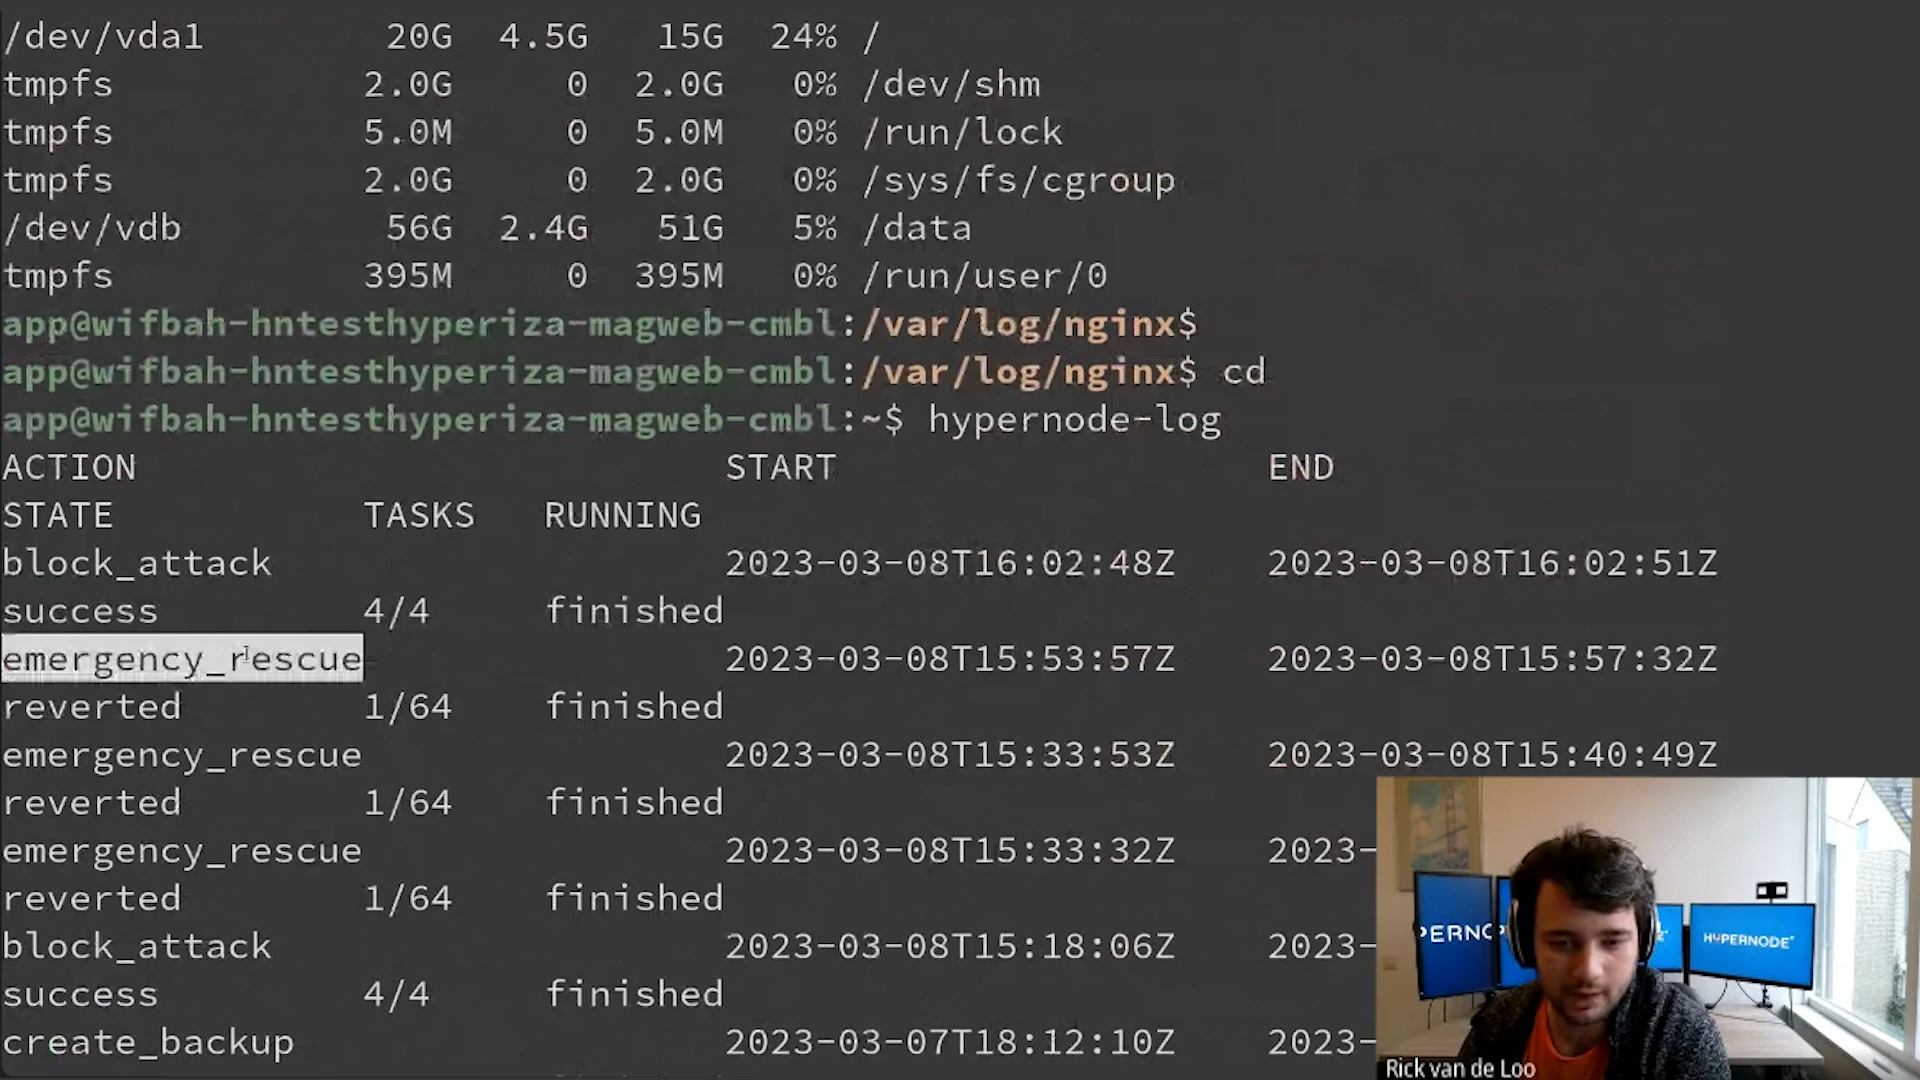 /dev/vda1 20G 4.5G 15G 24% /
tmpfs 2.0G 0 2.0G 0% /dev/shm
tmpfs 5.0M 0 5.0M 0% /run/lock
tmpfs 2.0G 0 2.0G 0% /sys/fs/cgroup
/dev/vdb 56G 2.4G 51G 5% /data
tmpfs 395M 0 395M 0% /run/user/0
app@wifbah-hntesthyperiza-magweb-cmbl:/var/log/nginx$
app@wifbah-hntesthyperiza-magweb-cmbl:/var/log/nginx$ cd
app@wifbah-hntesthyperiza-magweb-cmbl:~$ hypernode-log
ACTION START END
STATE TASKS RUNNING
block_attack 2023-03-08T16:02:48Z 2023-03-08T16:02:51Z
success 4/4 finished
emergency_rescue 2023-03-08T15:53:57Z 2023-03-08T15:57:32Z
reverted 1/64 finished
emergency_rescue 2023-03-08T15:33:53Z 2023-03-08T15:40:49Z
reverted 1/64 finished
emergency_rescue 2023-03-08T15:33:32Z 2023-
reverted 1/64 finished
block_attack 2023-03-08T15:18:06Z 2023-
success 4/4 finished
create_backup 2023-03-07T18:12:10Z 2023-
HYPERNODE
Rick van de Loo